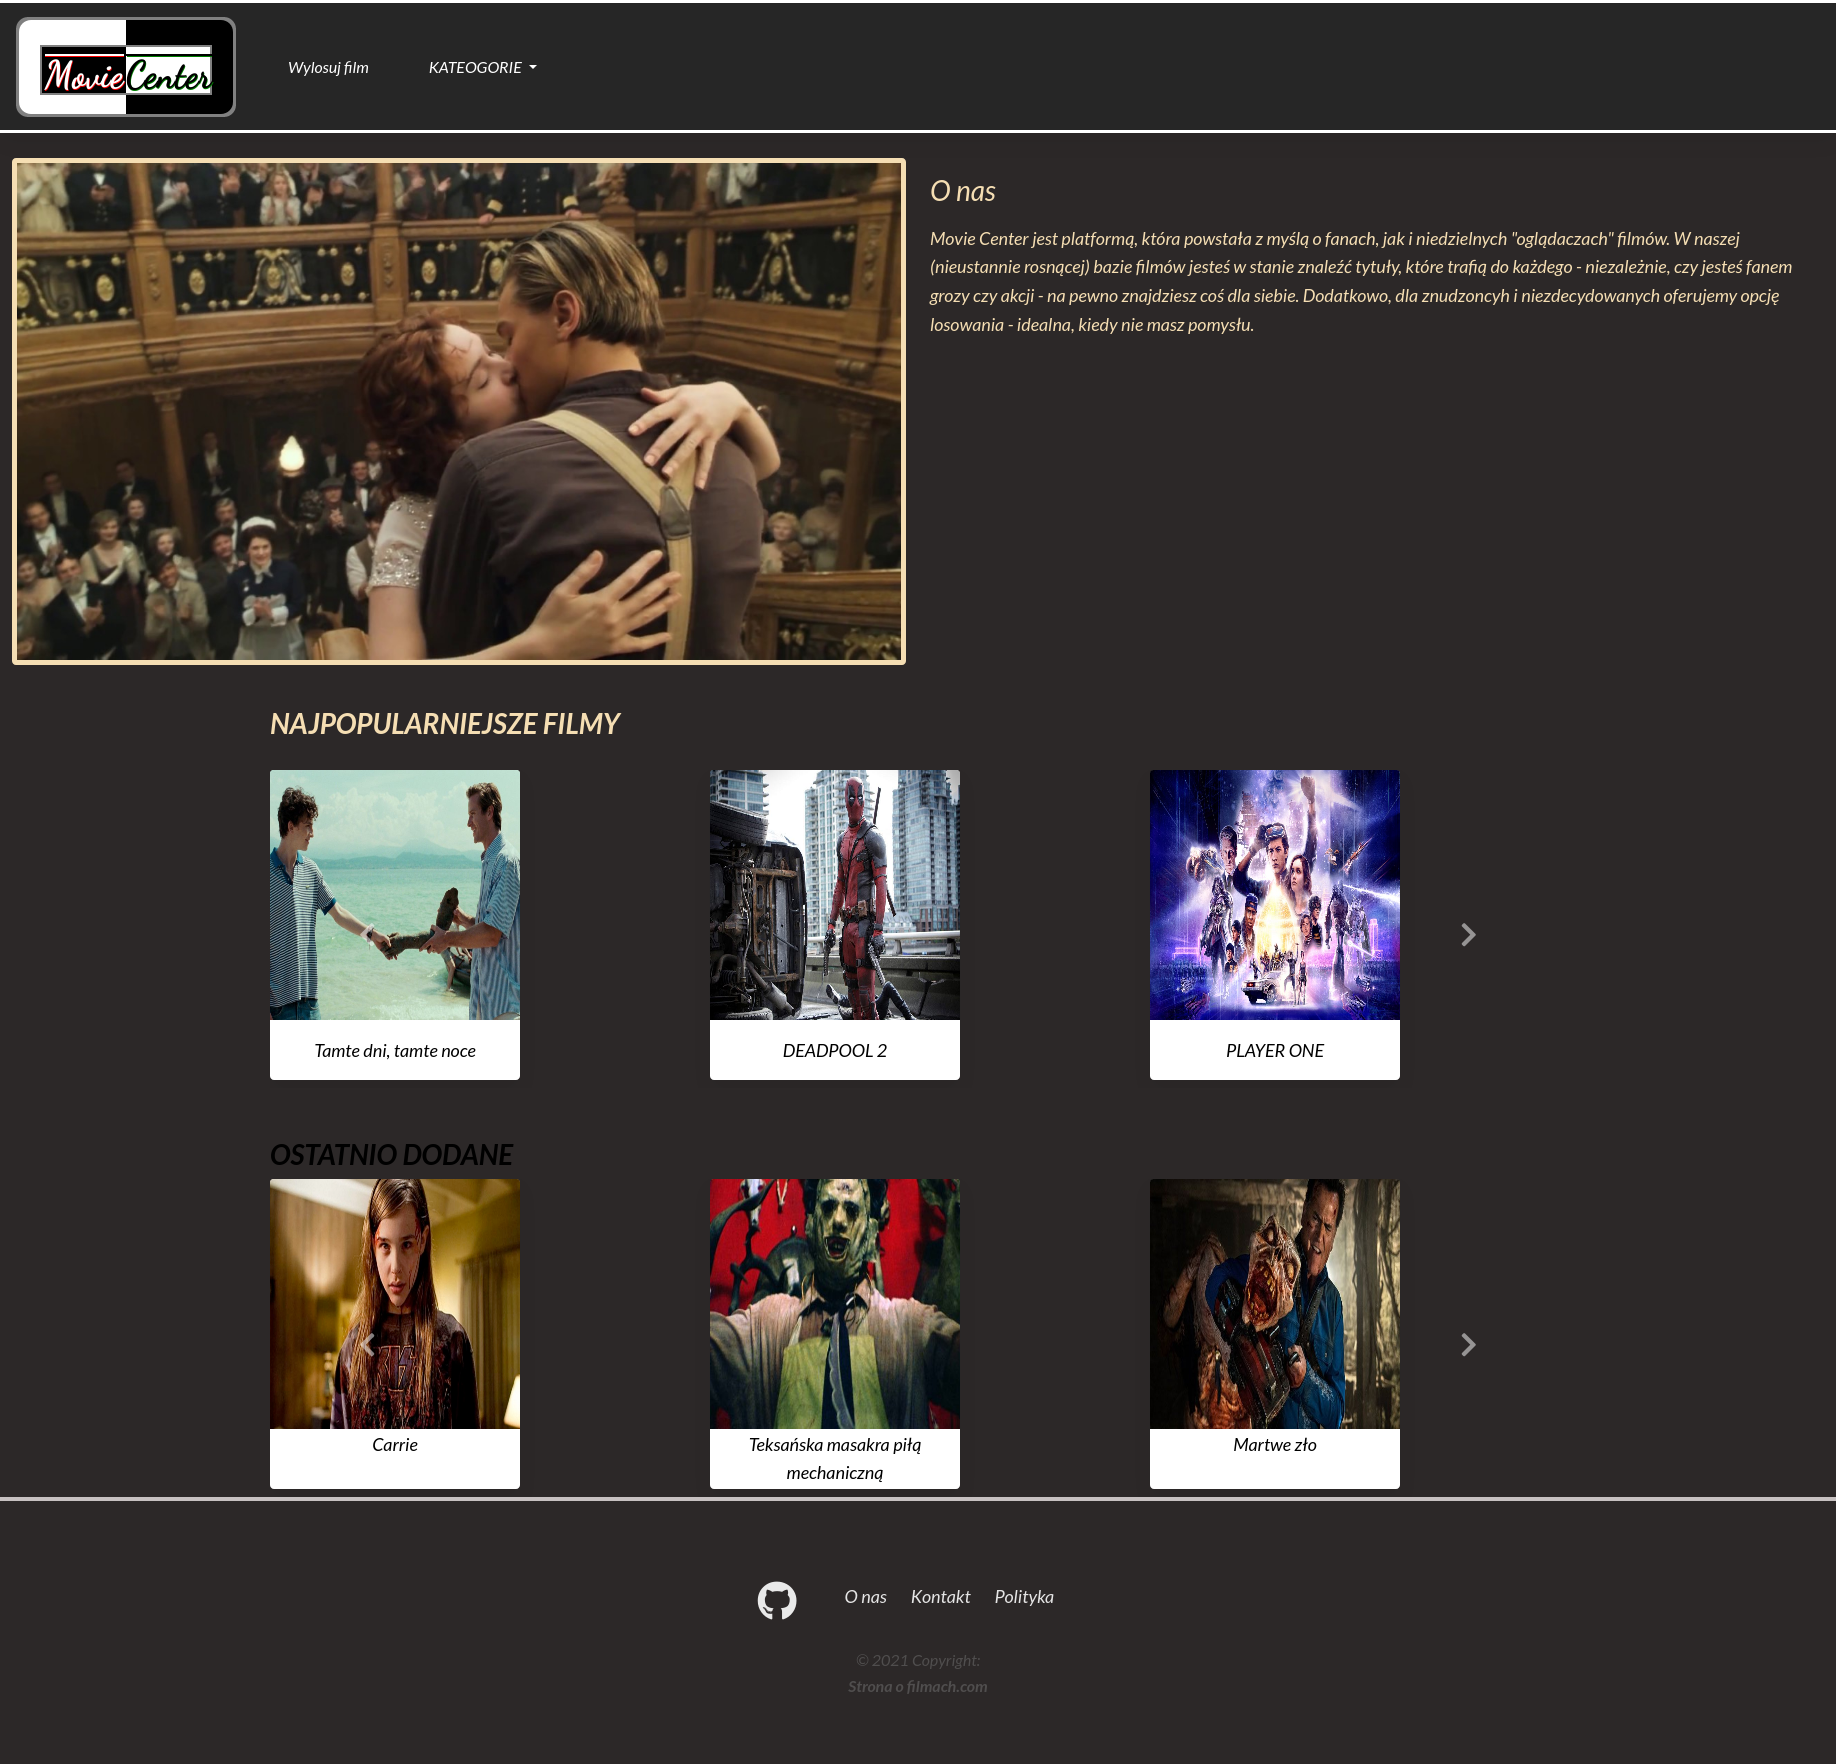 MovieCenter
Wylosuj film
KATEOGORIE
O nas
Movie Center jest platformą, która powstała z myślą o fanach, jak i niedzielnych "oglądaczach" filmów. W naszej
(nieustannie rosnącej) bazie filmów jesteś w stanie znaleźć tytuły, które trafią do każdego - niezależnie, czy jesteś fanem
grozy czy akcji - na pewno znajdziesz coś dla siebie. Dodatkowo, dla znudzoncyh i niezdecydowanych oferujemy opcję
losowania - idealna, kiedy nie masz pomysłu.
NAJPOPULARNIEJSZE FILMY
Tamte dni, tamte noce
DEADPOOL 2
PLAYER ONE
OSTATNIO DODANE
Carrie
Teksańska masakra piłą
mechaniczną
Martwe zło
O nas
Kontakt
Polityka
© 2021 Copyright:
Strona o filmach.com